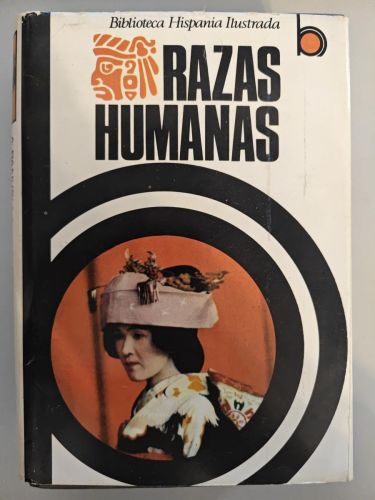 Biblioteca Hispania Ilustrada
RAZAS
HUMANAS